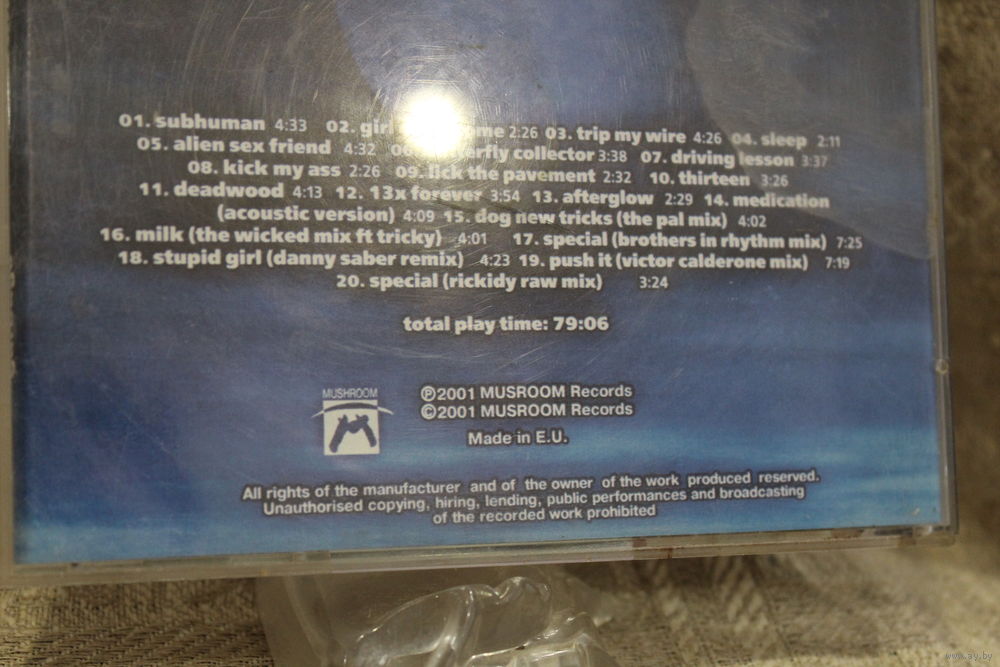 01. subhuman 4:33 02. girl me 2:26 03. trip my wire 4:26 04. sleep 2:11
05. alien sex friend 4:32 erfly collector 3:38 07. driving lesson 3:37
08. kick my ass 2:26 09. lick the pavement 2:32 10. thirteen 3:26
11. deadwood 4:13 12. 13x forever 3:54 13. afterglow 2:29 14. medication
(acoustic version) 4:09 15. dog new tricks (the pal mix) 4:02
16. milk (the wicked mix ft tricky) 4:01 17. special (brothers in rhythm mix) 7:25
18. stupid girl (danny saber remix) 4:23 19. push it (victor calderone mix) 7:19
20. special (rickidy raw mix) 3:24
total play time: 79:06
MUSHROOM
℗2001 MUSROOM Records
©2001 MUSROOM Records
Made in E.U.
All rights of the manufacturer and of the owner of the work produced reserved.
Unauthorised copying, hiring, lending, public performances and broadcasting
of the recorded work prohibited
www.ay.by